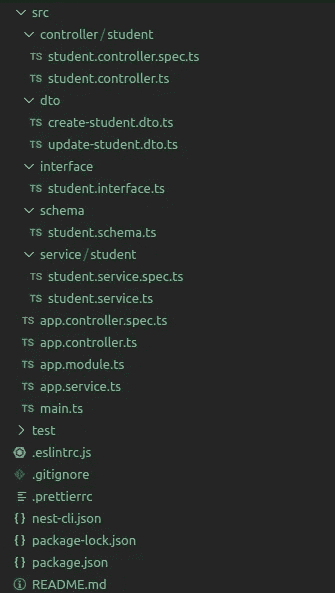 src
controller / student
TS student.controller.spec.ts
TS student.controller.ts
dto
TS create-student.dto.ts
TS update-student.dto.ts
interface
TS student.interface.ts
schema
TS student.schema.ts
service / student
TS student.service.spec.ts
TS student.service.ts
TS app.controller.spec.ts
TS app.controller.ts
TS app.module.ts
TS app.service.ts
TS main.ts
test
.eslintrc.js
.gitignore
.prettierrc
{} nest-cli.json
{} package-lock.json
{} package.json
README.md